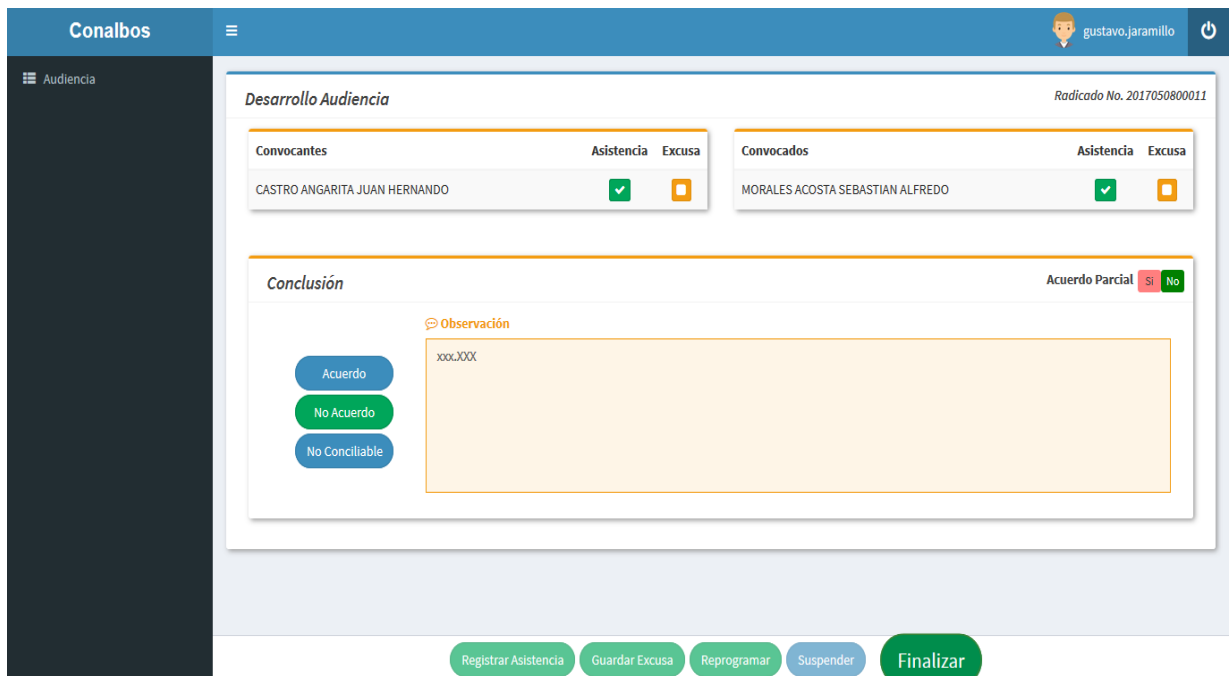 Conalbos
gustavo.jaramillo
Audiencia
Desarrollo Audiencia
Radicado No. 2017050800011
Convocantes Asistencia Excusa
CASTRO ANGARITA JUAN HERNANDO
Convocados Asistencia Excusa
MORALES ACOSTA SEBASTIAN ALFREDO
Conclusión
Acuerdo Parcial Si No
Observación
xxx.XXX
Acuerdo
No Acuerdo
No Conciliable
Registrar Asistencia Guardar Excusa Reprogramar Suspender Finalizar